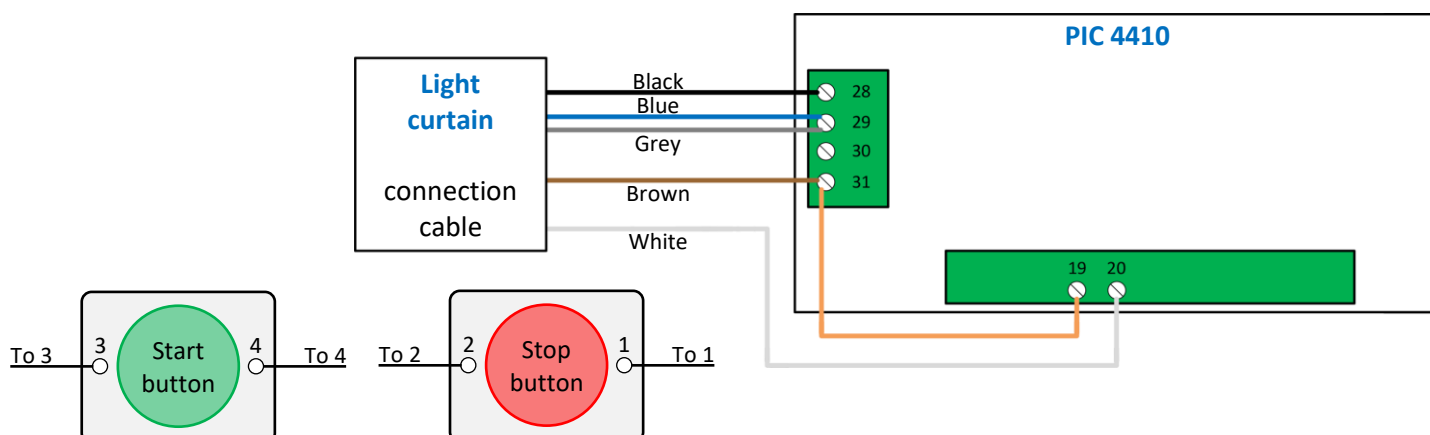 PIC 4410
Light
curtain
connection
cable
Black
Blue
Grey
Brown
White
28
29
30
31
19 20
To 3
3
Start
button
4
To 4
To 2
2
Stop
button
1
To 1